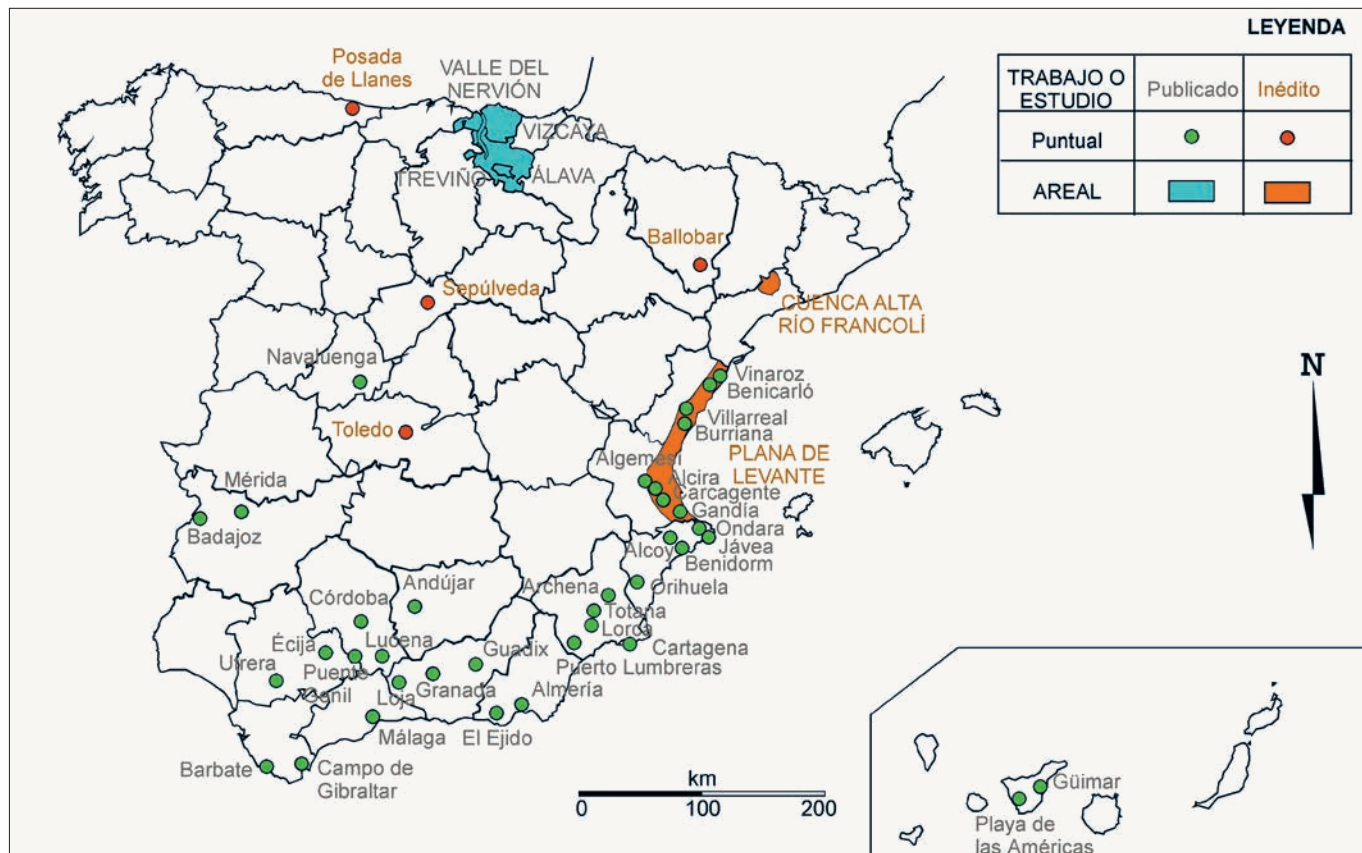 LEYENDA
TRABAJO O
ESTUDIO
Publicado
Inédito
Puntual
AREAL
Posada
de Llanes
VALLE DEL
NERVIÓN
VIZCAYA
TREVIÑO
ÁLAVA
Ballobar
Sepúlveda
CUENCA ALTA
RÍO FRANCOLÍ
Navaluenga
Vinaroz
Benicarló
N
Toledo
Villarreal
Burriana
PLANA DE
LEVANTE
Algemesí
Alcira
Carcagente
Gandía
Mérida
Badajoz
Ondara
Jávea
Alcoy
Benidorm
Andújar
Archena
Orihuela
Córdoba
Totana
Lorca
Écija
Lucena
Guadix
Cartagena
Utrera
Puente
Genil
Puerto Lumbreras
Loja
Granada
Almería
Málaga
El Ejido
Barbate
Campo de
Gibraltar
km
0
100
200
Güimar
Playa de
las Américas